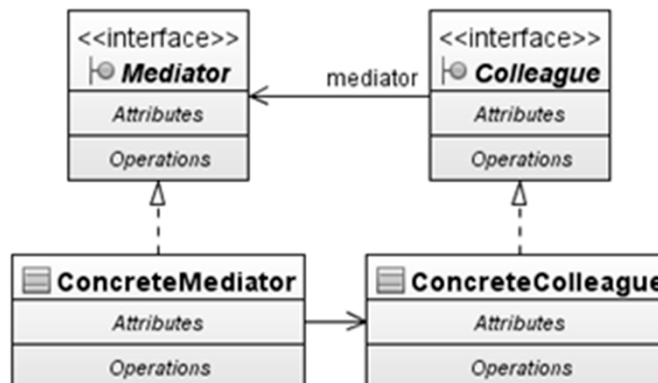 <<interface>>
Mediator
Attributes
Operations
mediator
<<interface>>
Colleague
Attributes
Operations
ConcreteMediator
Attributes
Operations
ConcreteColleague
Attributes
Operations